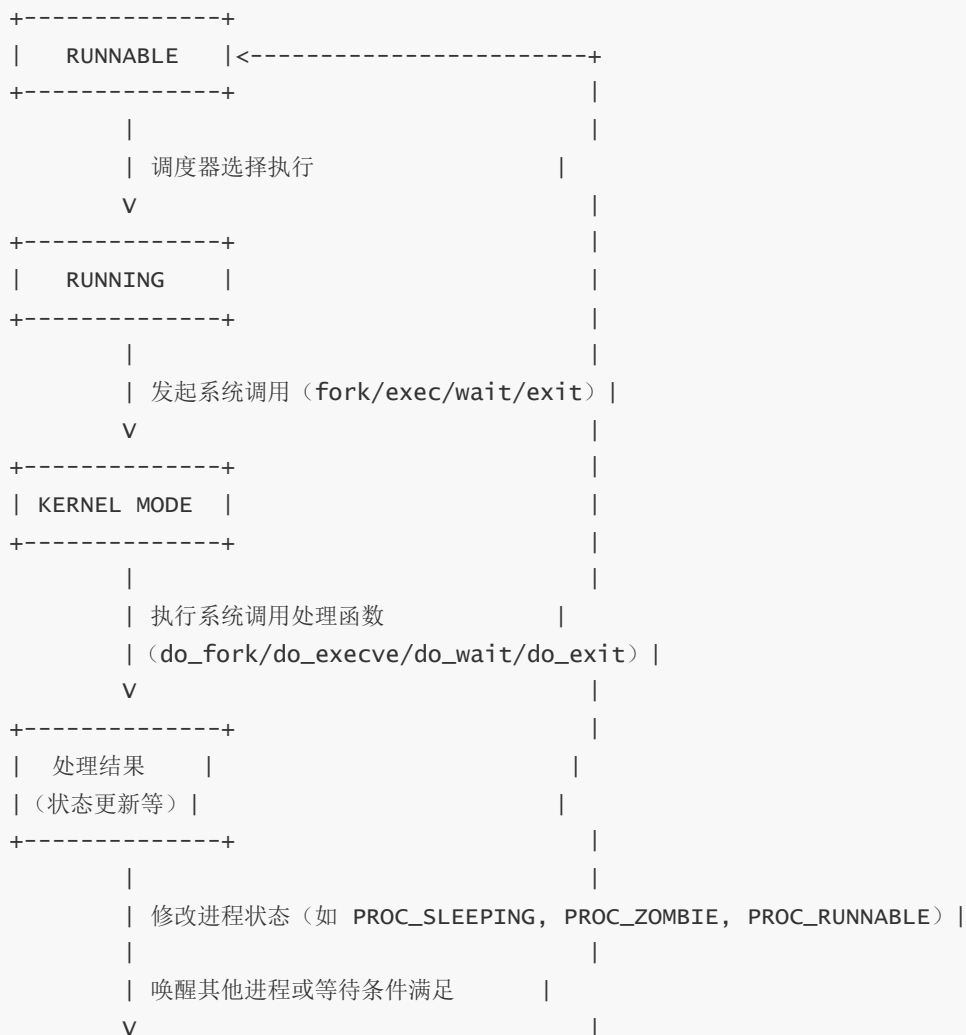 +--------------+
|   RUNNABLE   |<------------------------+
+--------------+                         |
        |                                |
        | 调度器选择执行                 |
        V                                |
+--------------+                         |
|   RUNNING    |                         |
+--------------+                         |
        |                                |
        | 发起系统调用（fork/exec/wait/exit）|
        V                                |
+--------------+                         |
| KERNEL MODE  |                         |
+--------------+                         |
        |                                |
        | 执行系统调用处理函数            |
        |（do_fork/do_execve/do_wait/do_exit）|
        V                                |
+--------------+                         |
|  处理结果    |                         |
|（状态更新等）|                         |
+--------------+                         |
        |                                |
        | 修改进程状态（如 PROC_SLEEPING, PROC_ZOMBIE, PROC_RUNNABLE）|
        |                                |
        | 唤醒其他进程或等待条件满足      |
        V                                |